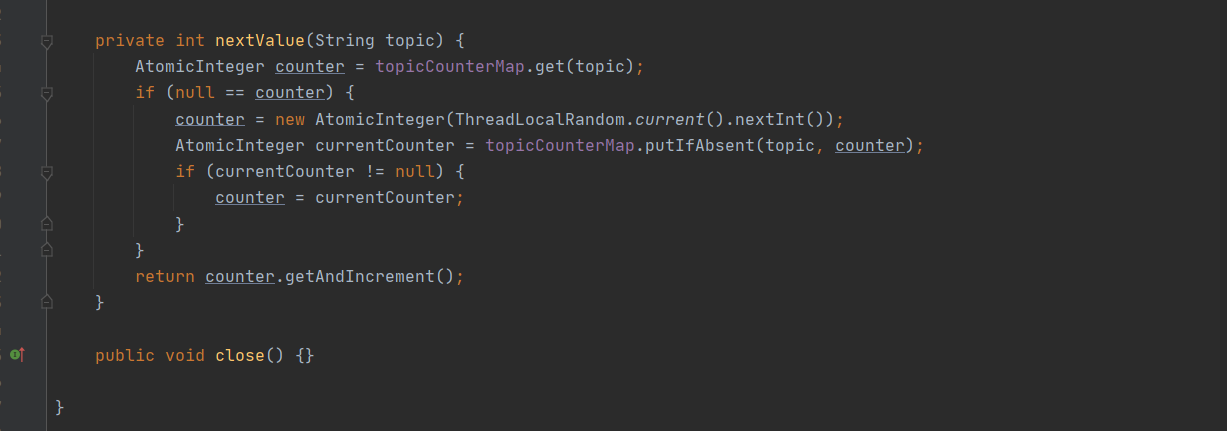 private int nextValue(String topic) {
AtomicInteger counter = topicCounterMap.get(topic);
if (null == counter) {
counter = new AtomicInteger(ThreadLocalRandom.current().nextInt());
AtomicInteger currentCounter = topicCounterMap.putIfAbsent(topic, counter);
if (currentCounter != null) {
counter = currentCounter;
}
}
return counter.getAndIncrement();
}
public void close() {}
}